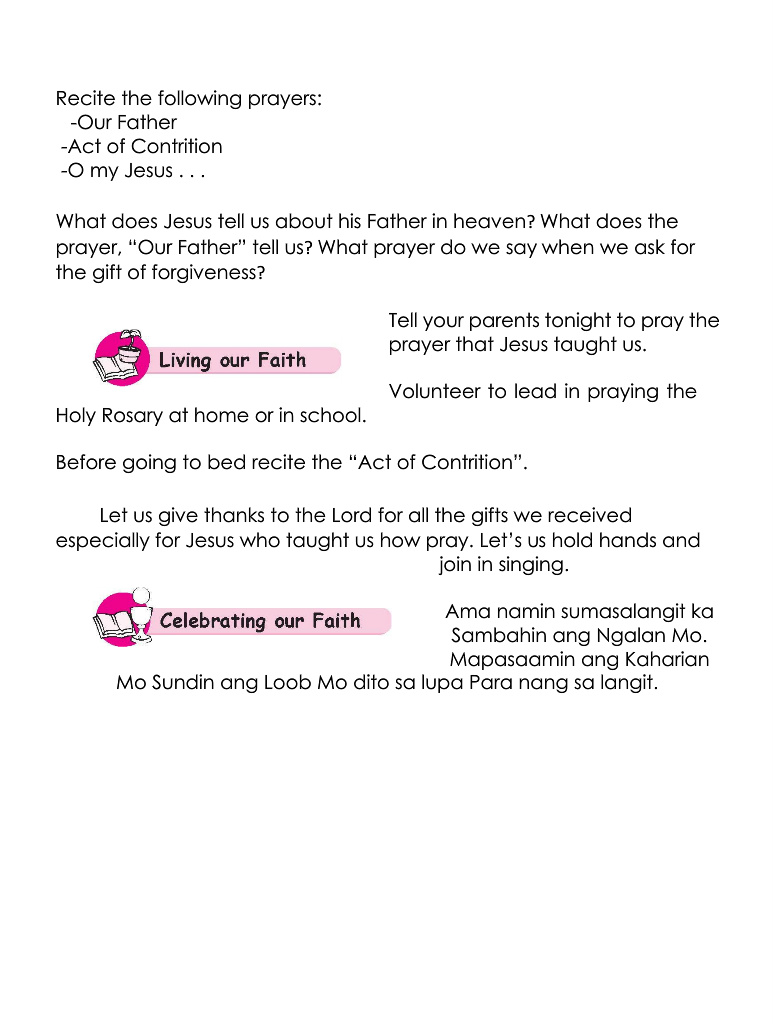 Recite the following prayers:
-Our Father
-Act of Contrition
-O my Jesus . . .
What does Jesus tell us about his Father in heaven? What does the
prayer, “Our Father” tell us? What prayer do we say when we ask for
the gift of forgiveness?
Living our Faith
Tell your parents tonight to pray the
prayer that Jesus taught us.
Volunteer to lead in praying the
Holy Rosary at home or in school.
Before going to bed recite the “Act of Contrition”.
Let us give thanks to the Lord for all the gifts we received
especially for Jesus who taught us how pray. Let’s us hold hands and
join in singing.
Celebrating our Faith
Ama namin sumasalangit ka
Sambahin ang Ngalan Mo.
Mapasaamin ang Kaharian
Mo Sundin ang Loob Mo dito sa lupa Para nang sa langit.